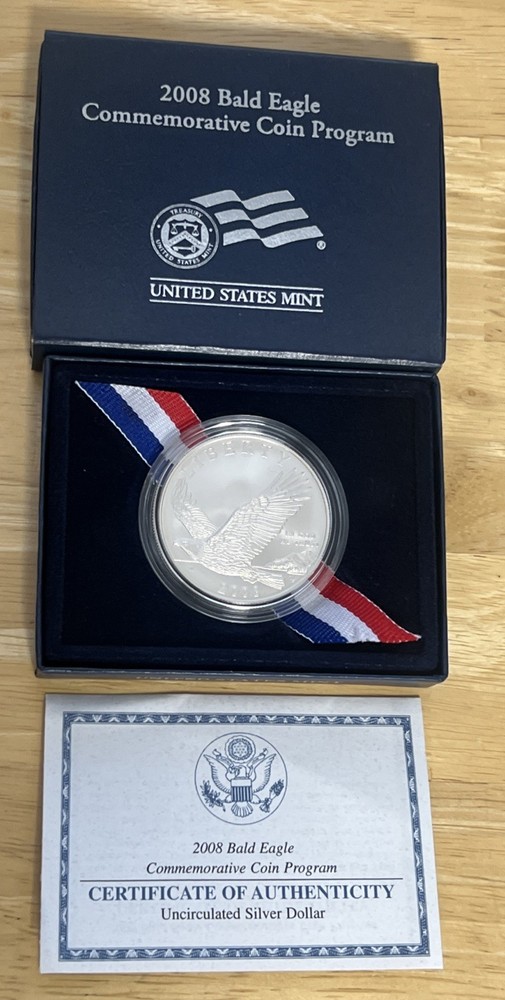 2008 Bald Eagle
Commemorative Coin Program
TREASURY
UNITED STATES MINT
®
UNITED STATES MINT
LIBERTY
2008
2008 Bald Eagle
Commemorative Coin Program
CERTIFICATE OF AUTHENTICITY
Uncirculated Silver Dollar